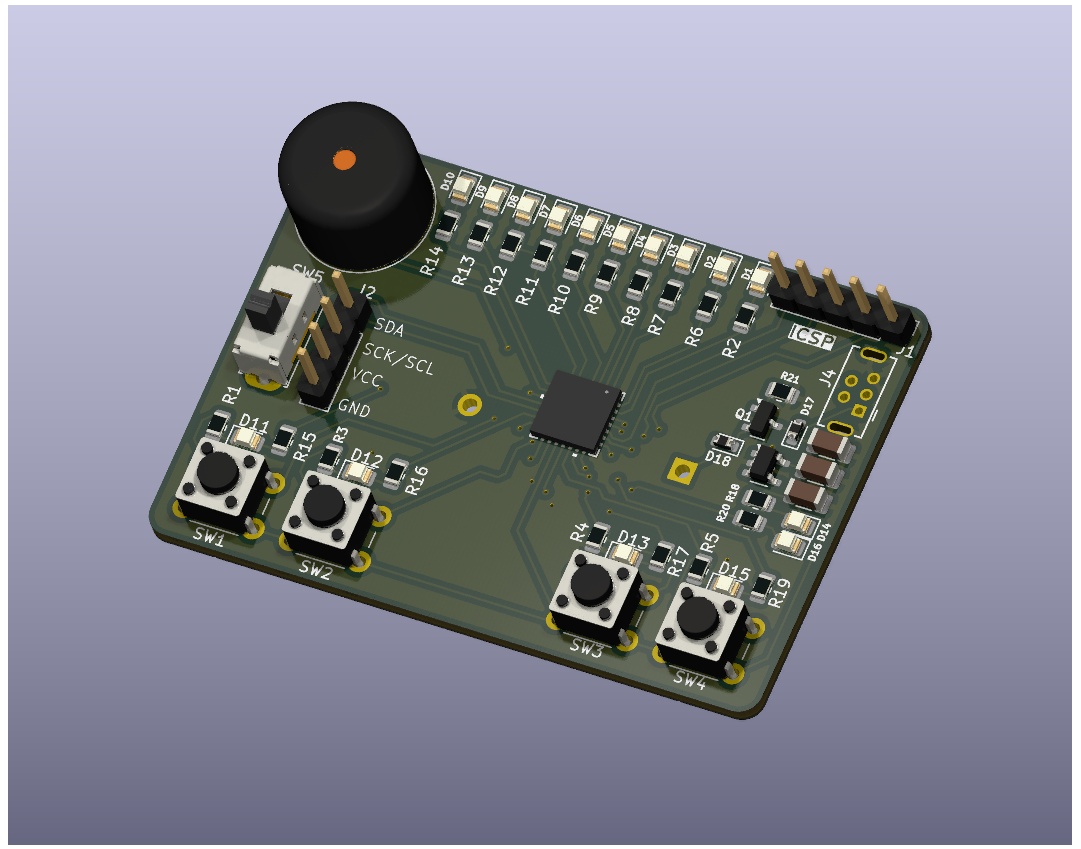 D10
D9
D8
D7
D6
D5
D4
D3
D2
D1
R14
R13
R12
R11
R10
R9
R8
R7
R6
R2
ICSP
J1
SW5
J2
SDA
SCK/SCL
VCC
GND
J4
R21
Q1
D17
D18
R18
R20
D14
D16
R1
D11
R15
R3
D12
R16
SW1
SW2
R4
D13
R17
R5
D15
R19
SW3
SW4